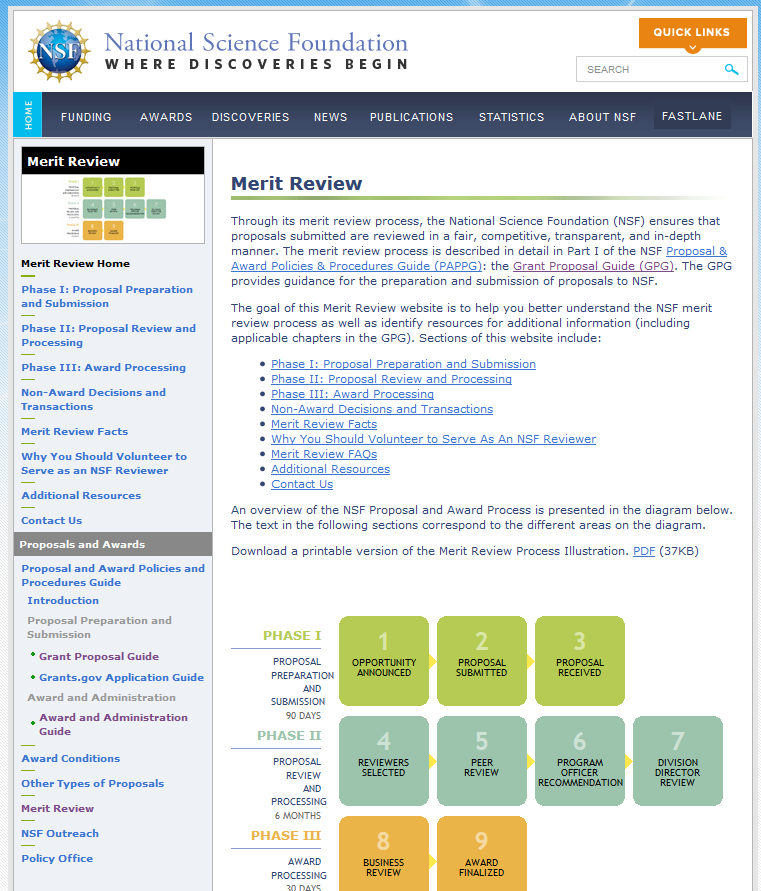 NSF
National Science Foundation
WHERE DISCOVERIES BEGIN
QUICK LINKS
SEARCH
HOME
FUNDING
AWARDS
DISCOVERIES
NEWS
PUBLICATIONS
STATISTICS
ABOUT NSF
FASTLANE
Merit Review
Merit Review Home
Phase I: Proposal Preparation
and Submission
Phase II: Proposal Review and
Processing
Phase III: Award Processing
Non-Award Decisions and
Transactions
Merit Review Facts
Why You Should Volunteer to
Serve as an NSF Reviewer
Additional Resources
Contact Us
Proposals and Awards
Proposal and Award Policies and
Procedures Guide
Introduction
Proposal Preparation and
Submission
Grant Proposal Guide
Grants.gov Application Guide
Award and Administration
Award and Administration
Guide
Award Conditions
Other Types of Proposals
Merit Review
NSF Outreach
Policy Office
Merit Review
Through its merit review process, the National Science Foundation (NSF) ensures that
proposals submitted are reviewed in a fair, competitive, transparent, and in-depth
manner. The merit review process is described in detail in Part I of the NSF Proposal &
Award Policies & Procedures Guide (PAPPG): the Grant Proposal Guide (GPG). The GPG
provides guidance for the preparation and submission of proposals to NSF.
The goal of this Merit Review website is to help you better understand the NSF merit
review process as well as identify resources for additional information (including
applicable chapters in the GPG). Sections of this website include:
Phase I: Proposal Preparation and Submission
Phase II: Proposal Review and Processing
Phase III: Award Processing
Non-Award Decisions and Transactions
Merit Review Facts
Why You Should Volunteer to Serve As An NSF Reviewer
Merit Review FAQs
Additional Resources
Contact Us
An overview of the NSF Proposal and Award Process is presented in the diagram below.
The text in the following sections correspond to the different areas on the diagram.
Download a printable version of the Merit Review Process Illustration. PDF (37KB)
PHASE I
PROPOSAL
PREPARATION
AND
SUBMISSION
90 DAYS
1
OPPORTUNITY
ANNOUNCED
2
PROPOSAL
SUBMITTED
3
PROPOSAL
RECEIVED
PHASE II
PROPOSAL
REVIEW
AND
PROCESSING
6 MONTHS
4
REVIEWERS
SELECTED
5
PEER
REVIEW
6
PROGRAM
OFFICER
RECOMMENDATION
7
DIVISION
DIRECTOR
REVIEW
PHASE III
AWARD
PROCESSING
30 DAYS
8
BUSINESS
REVIEW
9
AWARD
FINALIZED